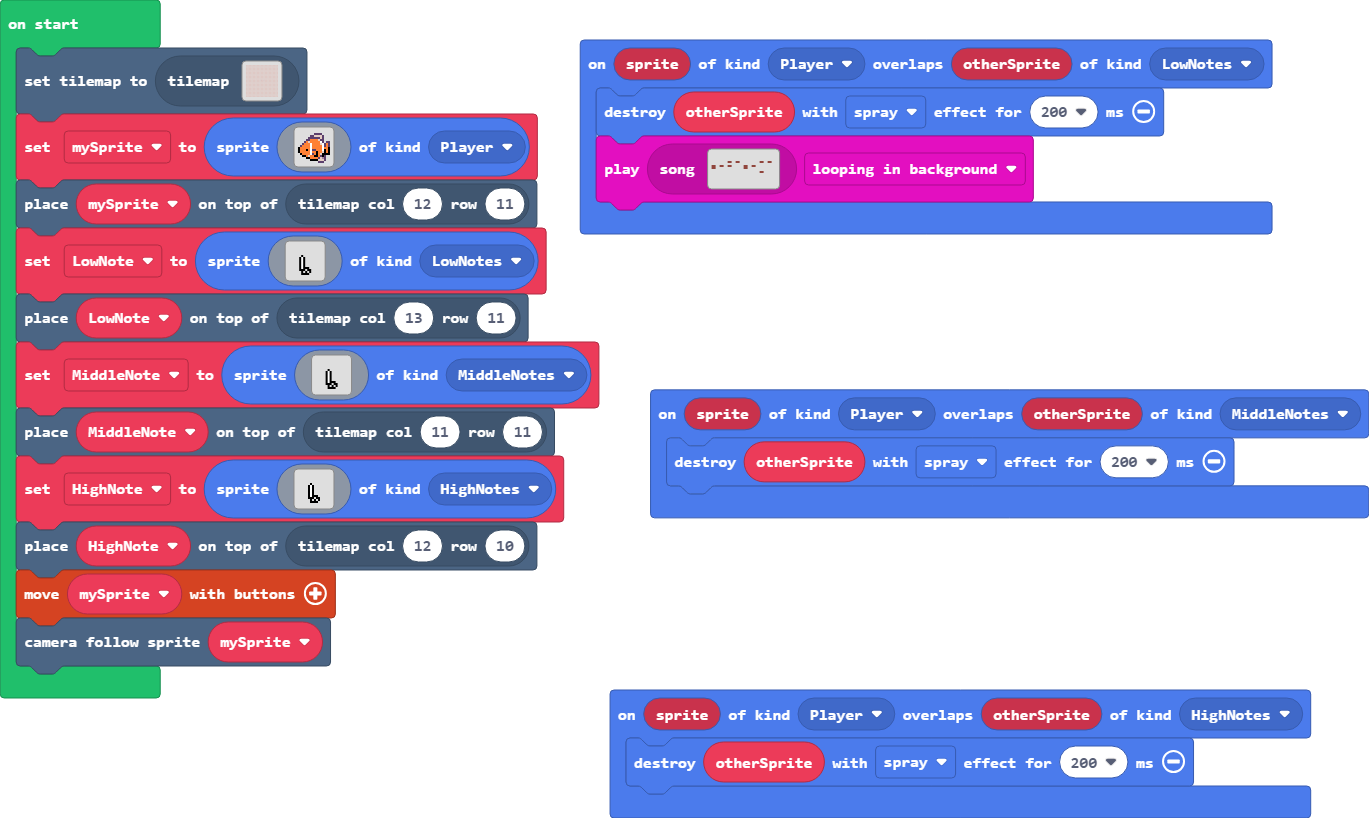 on start
set tilemap to tilemap
set mySprite to sprite of kind Player
place mySprite on top of tilemap col 12 row 11
set LowNote to sprite of kind LowNotes
place LowNote on top of tilemap col 13 row 11
set MiddleNote to sprite of kind MiddleNotes
place MiddleNote on top of tilemap col 11 row 11
set HighNote to sprite of kind HighNotes
place HighNote on top of tilemap col 12 row 10
move mySprite with buttons
camera follow sprite mySprite
on sprite of kind Player overlaps otherSprite of kind LowNotes
destroy otherSprite with spray effect for 200 ms
play song looping in background
on sprite of kind Player overlaps otherSprite of kind MiddleNotes
destroy otherSprite with spray effect for 200 ms
on sprite of kind Player overlaps otherSprite of kind HighNotes
destroy otherSprite with spray effect for 200 ms